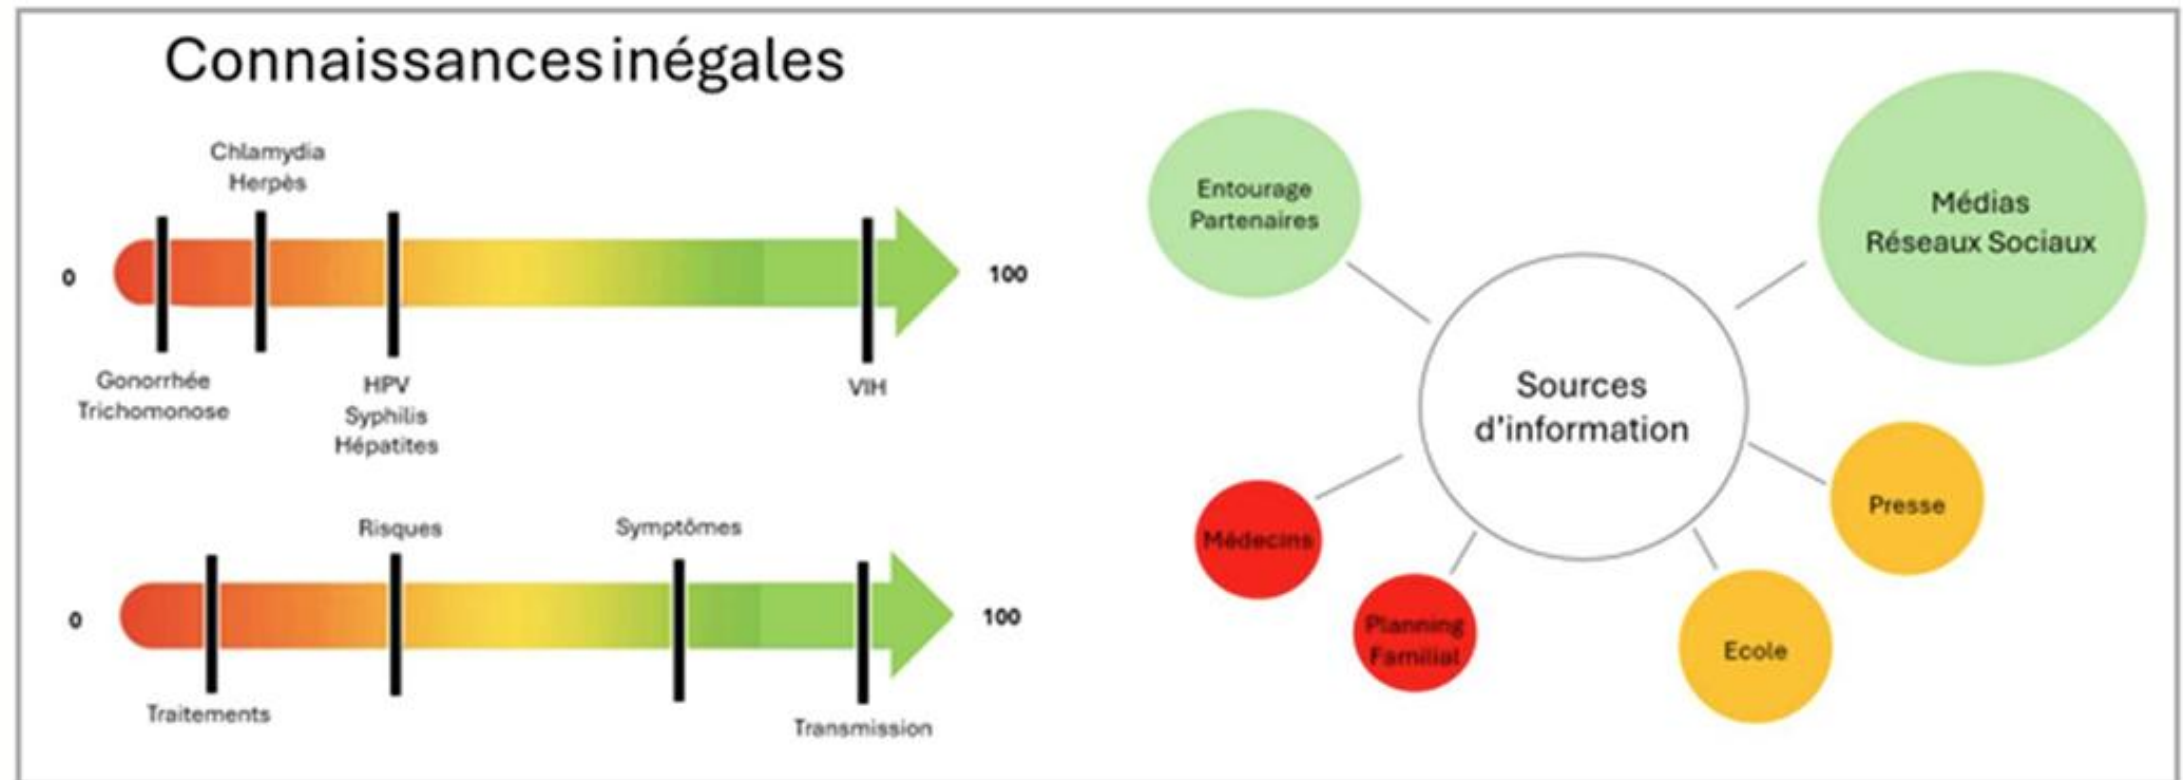 Connaissances inégales
Chlamydia
Herpès
0
100
Gonorrhée
Trichomonose
HPV
Syphilis
Hépatites
VIH
Risques
Symptômes
0
100
Traitements
Transmission
Entourage
Partenaires
Médias
Réseaux Sociaux
Sources
d'information
Médecins
Planning
Familial
Ecole
Presse